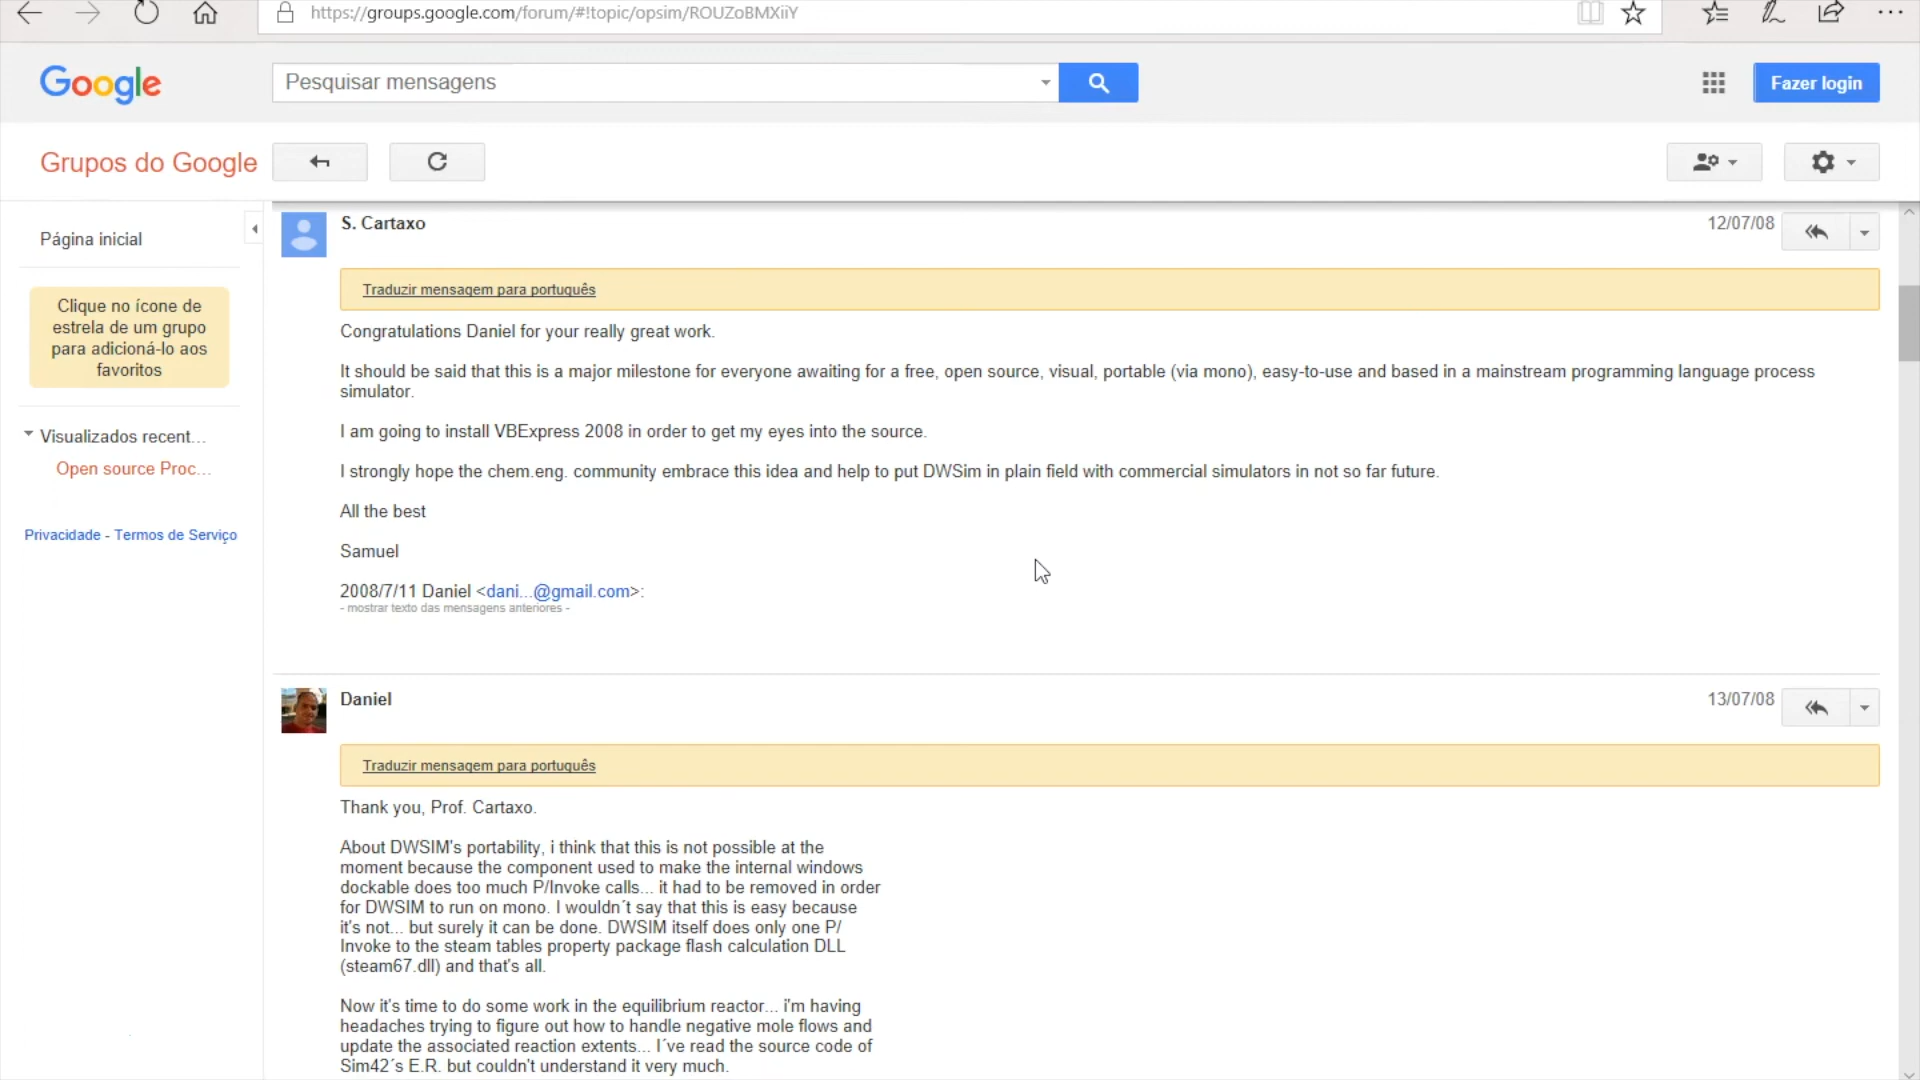 https://groups.google.com/forum/#!topic/opsim/ROUZoBMXiiY
Google
Pesquisar mensagens
Fazer login
Grupos do Google
Página inicial
Clique no ícone de
estrela de um grupo
para adicioná-lo aos
favoritos
Visualizados recent...
Open source Proc...
Privacidade - Termos de Serviço
S. Cartaxo
12/07/08
Traduzir mensagem para português
Congratulations Daniel for your really great work.
It should be said that this is a major milestone for everyone awaiting for a free, open source, visual, portable (via mono), easy-to-use and based in a mainstream programming language process
simulator.
I am going to install VBExpress 2008 in order to get my eyes into the source.
I strongly hope the chem.eng. community embrace this idea and help to put DWSim in plain field with commercial simulators in not so far future.
All the best
Samuel
2008/7/11 Daniel <dani...@gmail.com>:
- mostrar texto das mensagens anteriores -
Daniel
13/07/08
Traduzir mensagem para português
Thank you, Prof. Cartaxo.
About DWSIM's portability, i think that this is not possible at the
moment because the component used to make the internal windows
dockable does too much P/Invoke calls... it had to be removed in order
for DWSIM to run on mono. I wouldn´t say that this is easy because
it's not... but surely it can be done. DWSIM itself does only one P/
Invoke to the steam tables property package flash calculation DLL
(steam67.dll) and that's all.
Now it's time to do some work in the equilibrium reactor... i'm having
headaches trying to figure out how to handle negative mole flows and
update the associated reaction extents... I´ve read the source code of
Sim42´s E.R. but couldn't understand it very much.